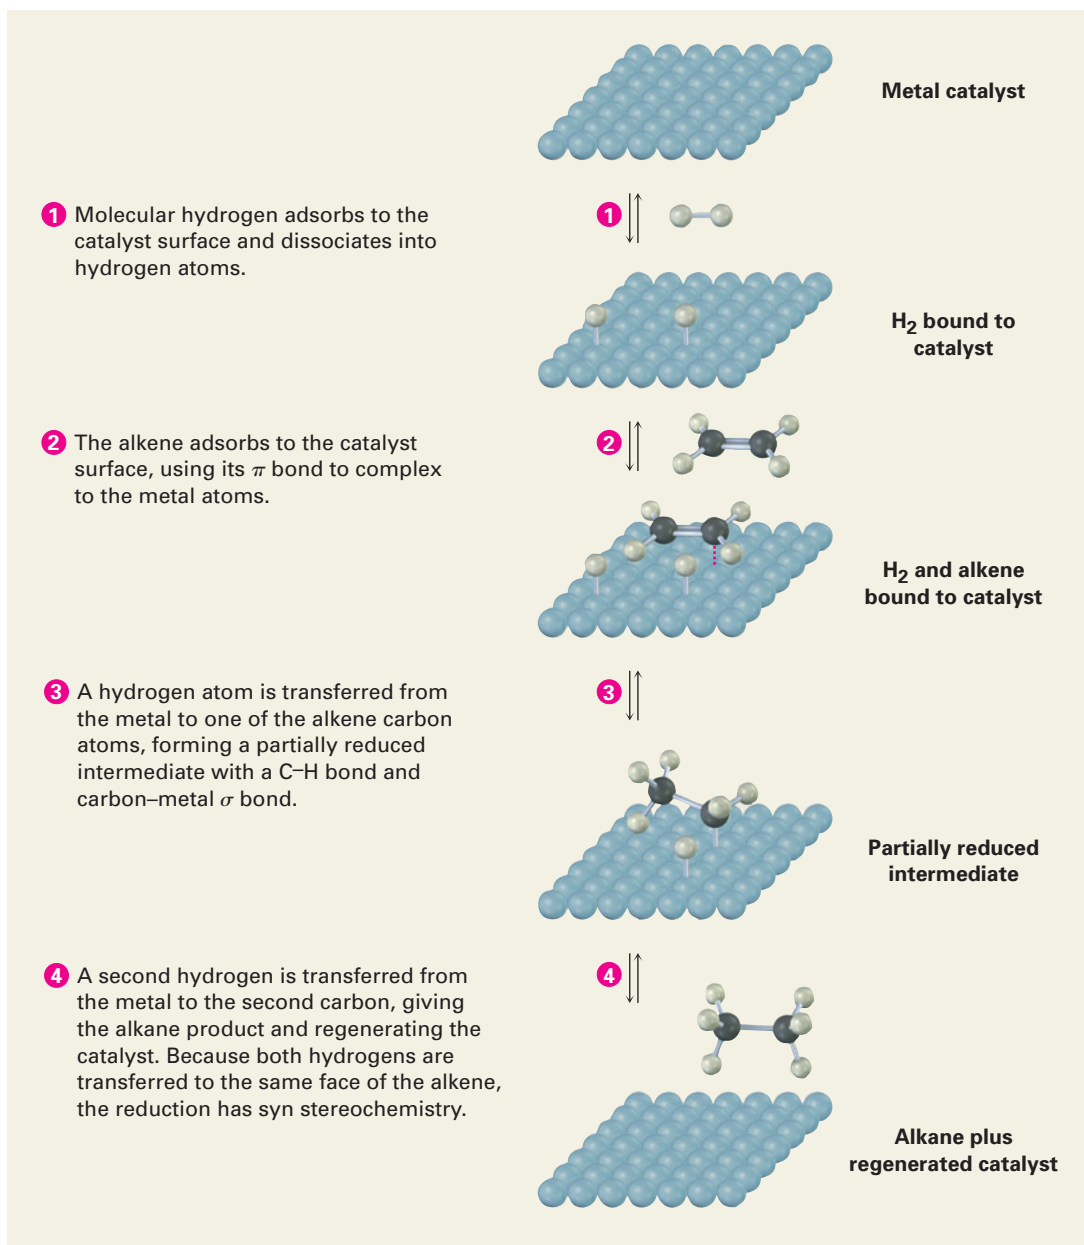 Metal catalyst
1 Molecular hydrogen adsorbs to the
catalyst surface and dissociates into
hydrogen atoms.
1
H₂ bound to
catalyst
2 The alkene adsorbs to the catalyst
surface, using its π bond to complex
to the metal atoms.
2
H₂ and alkene
bound to catalyst
3 A hydrogen atom is transferred from
the metal to one of the alkene carbon
atoms, forming a partially reduced
intermediate with a C–H bond and
carbon–metal σ bond.
3
Partially reduced
intermediate
4 A second hydrogen is transferred from
the metal to the second carbon, giving
the alkane product and regenerating the
catalyst. Because both hydrogens are
transferred to the same face of the alkene,
the reduction has syn stereochemistry.
4
Alkane plus
regenerated catalyst